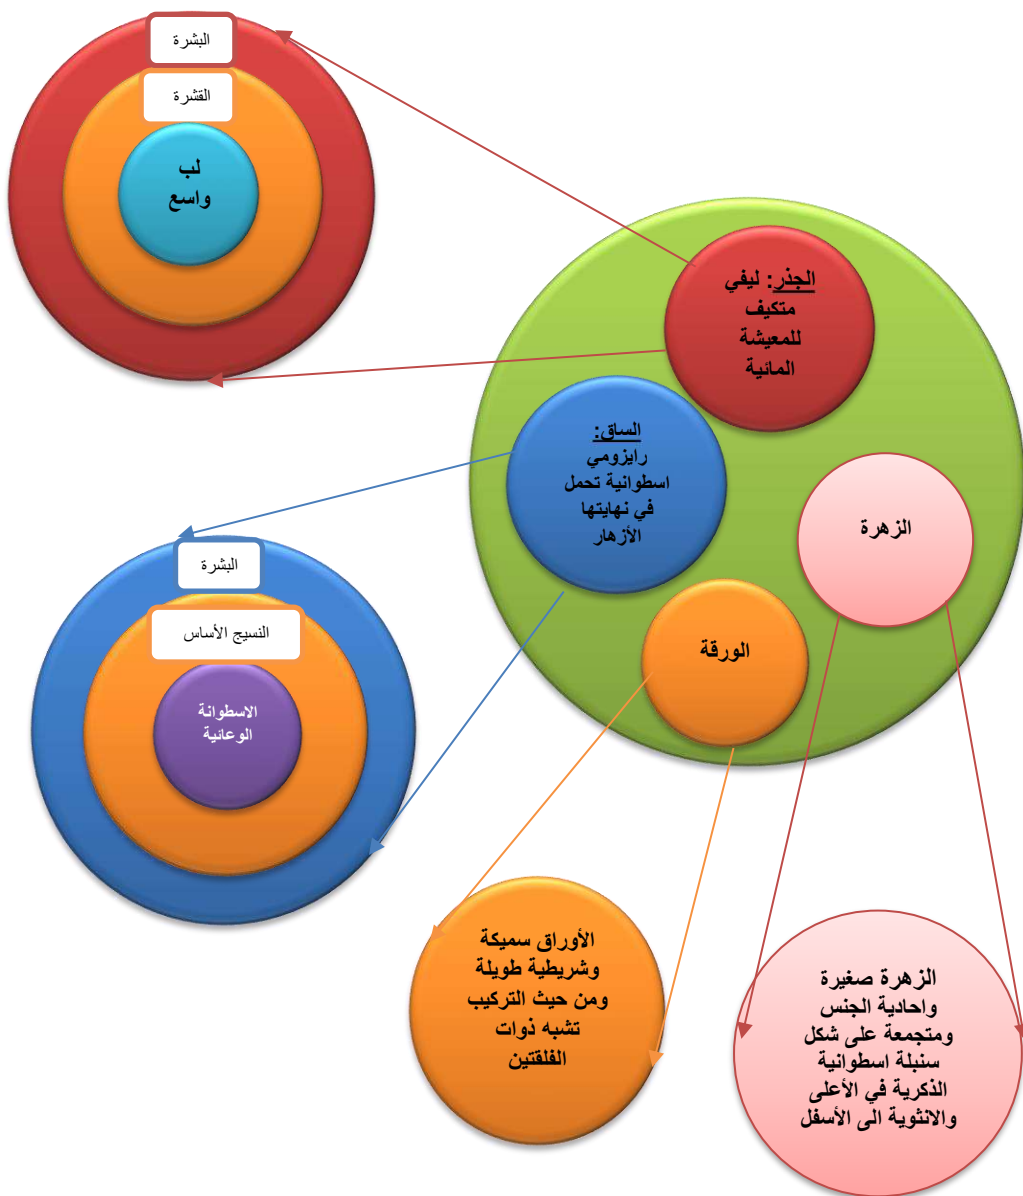 البشرة
القشرة
لب
واسع
الجذر: ليفي
متكيف
للمعيشة
المائية
الساق:
رايزومي
اسطوانية تحمل
في نهايتها
الأزهار
الزهرة
الورقة
البشرة
النسيج الأساس
الاسطوانة
الوعائية
الأوراق سميكة
وشريطية طويلة
ومن حيث التركيب
تشبه ذوات
الفلقتين
الزهرة صغيرة
واحادية الجنس
ومتجمعة على شكل
سنبلة اسطوانية
الذكرية في الأعلى
والانثوية الى الأسفل